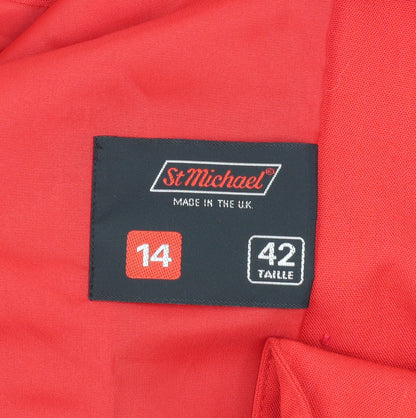 St Michael®
MADE IN THE U.K.
14
42
TAILLE